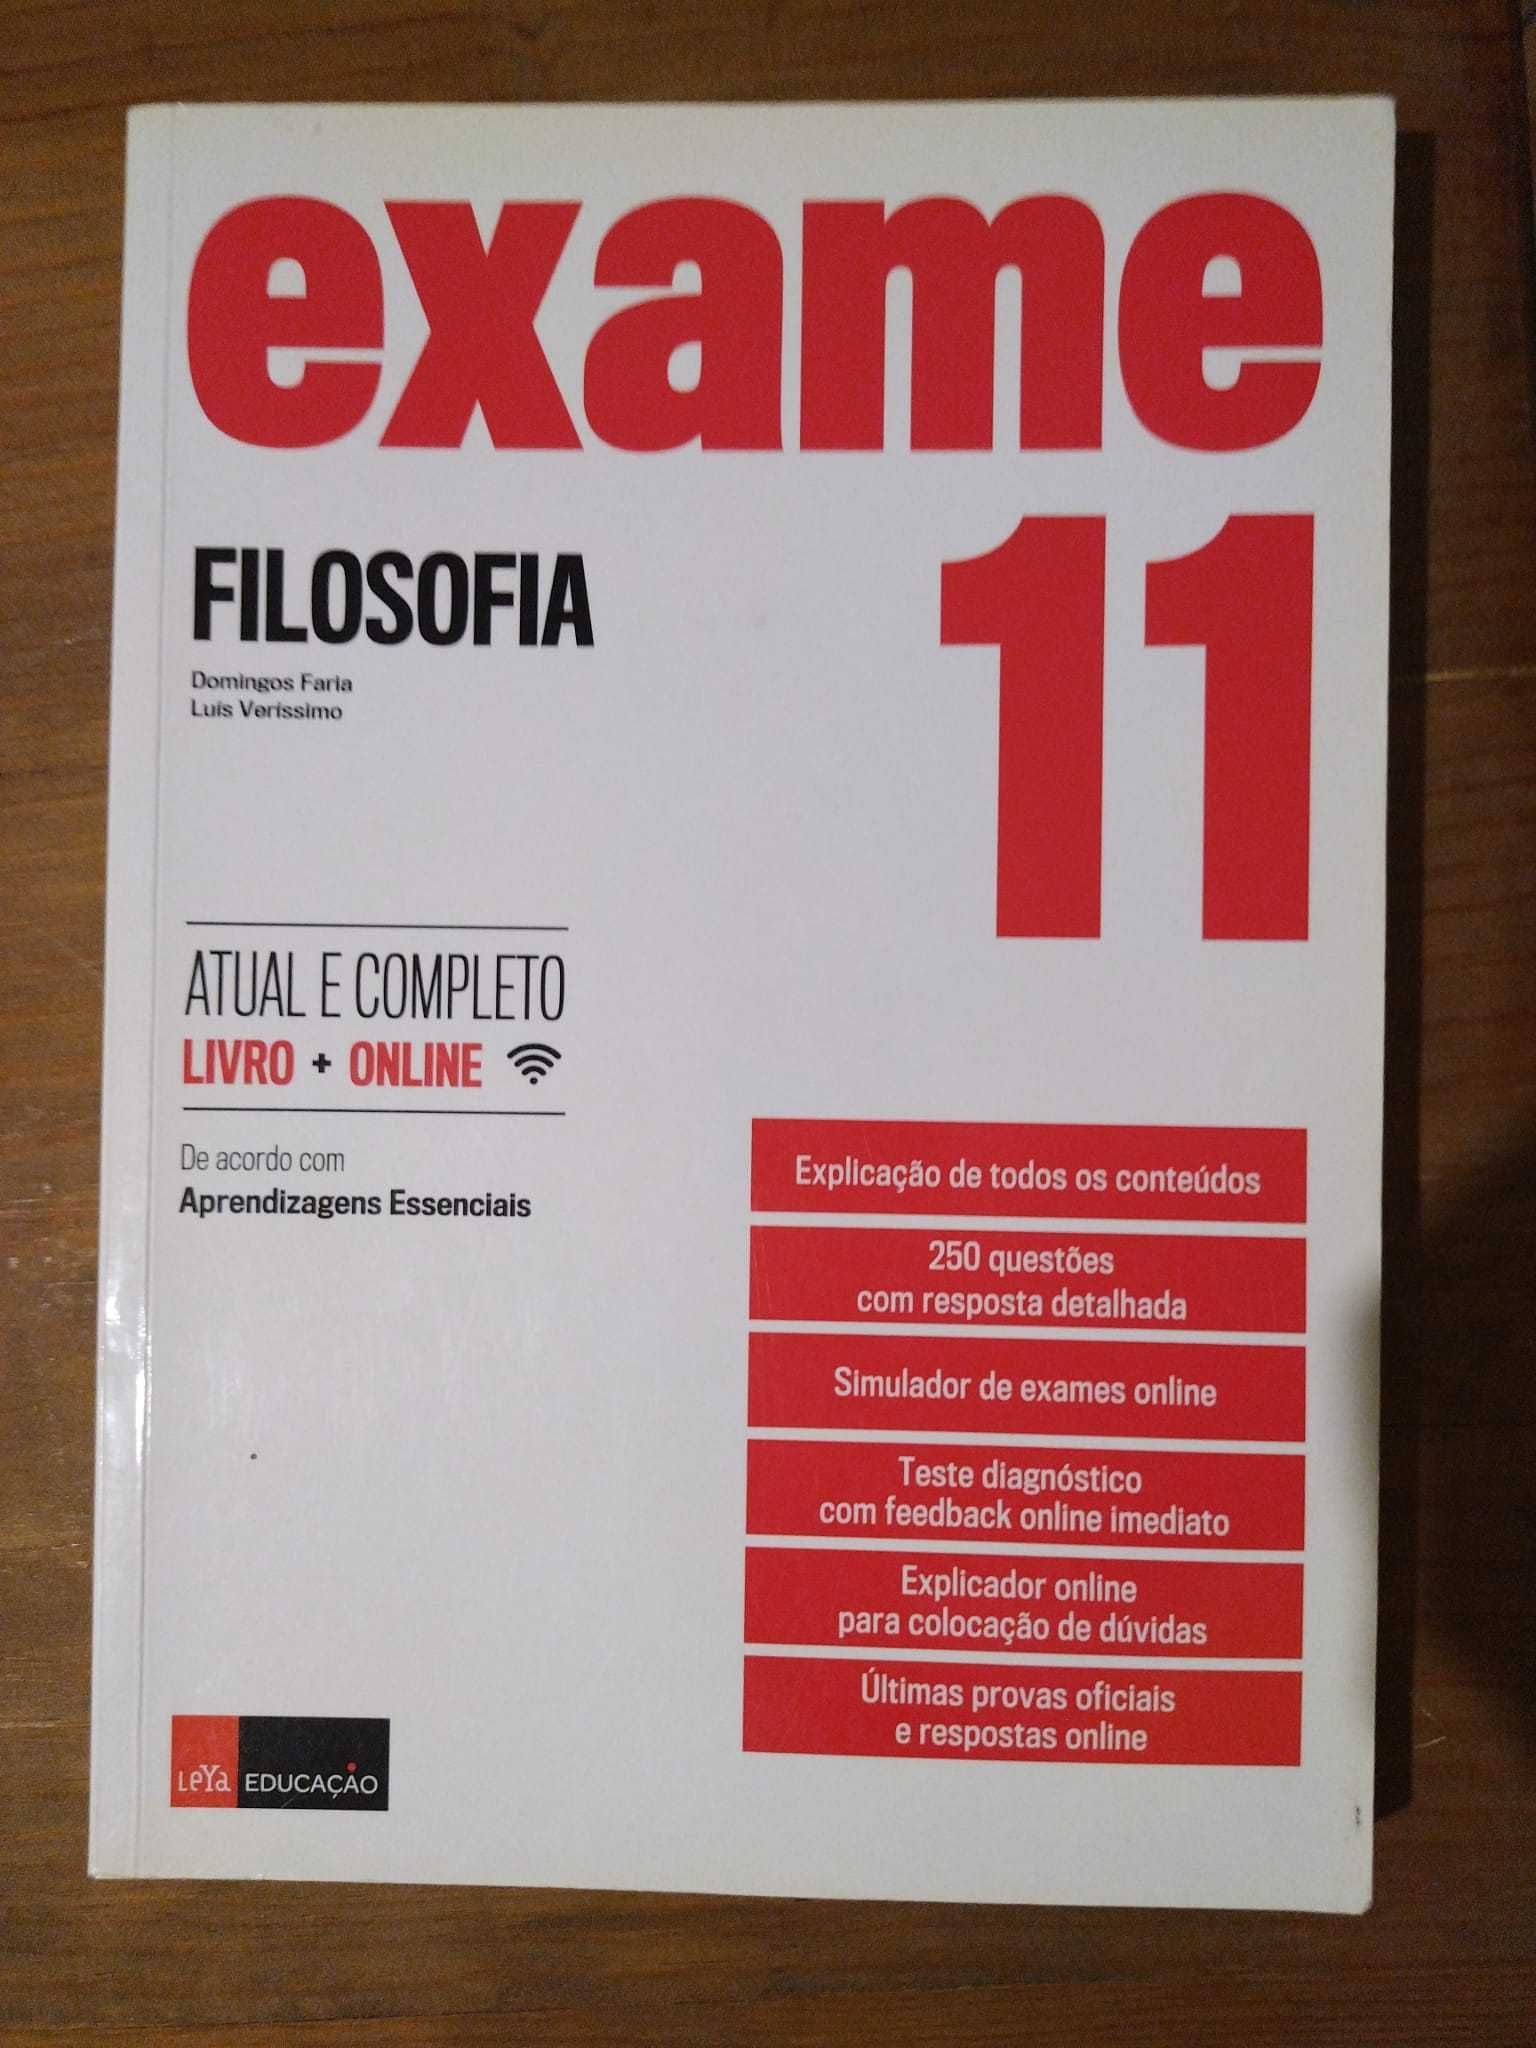 exame
11
FILOSOFIA
Domingos Faria
Luís Veríssimo
ATUAL E COMPLETO
LIVRO + ONLINE
De acordo com
Aprendizagens Essenciais
Explicação de todos os conteúdos
250 questões
com resposta detalhada
Simulador de exames online
Teste diagnóstico
com feedback online imediato
Explicador online
para colocação de dúvidas
Últimas provas oficiais
e respostas online
LeYa EDUCAÇÃO